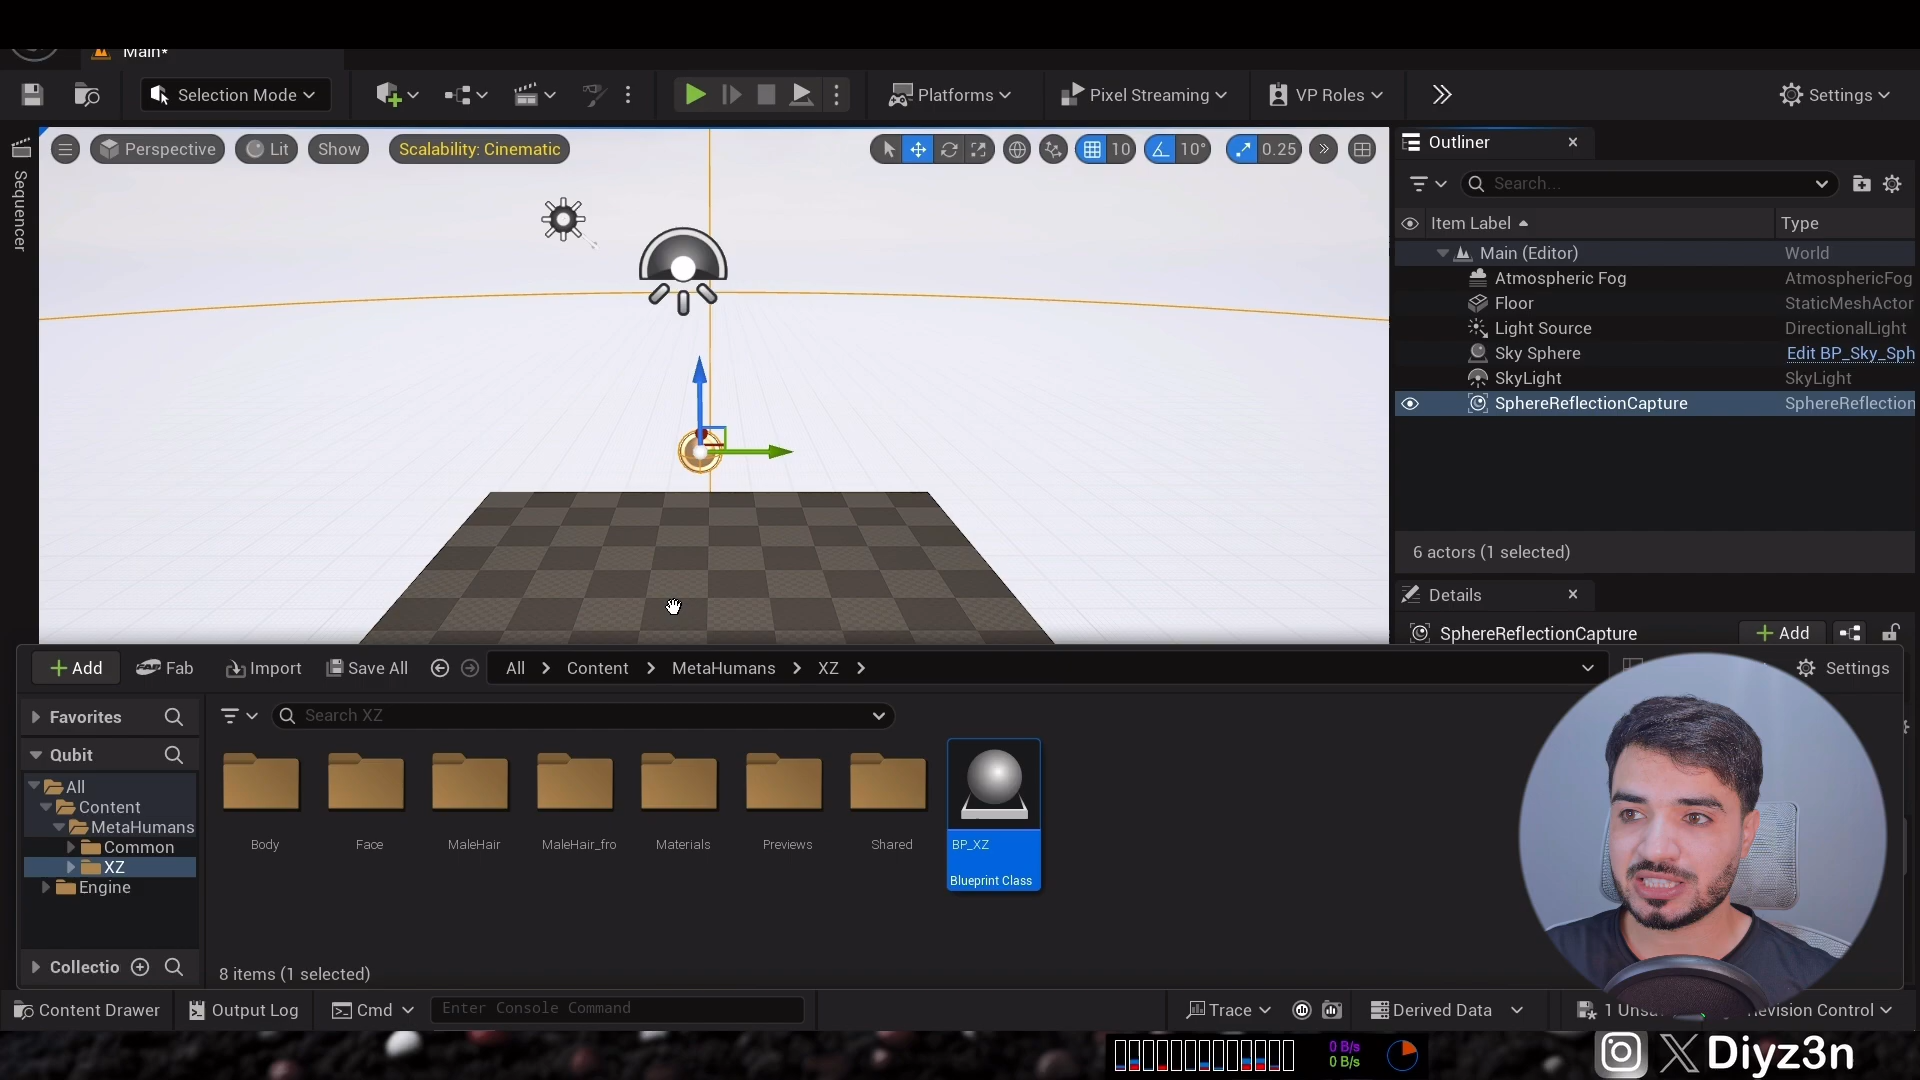 Main*
Selection Mode
Platforms
Pixel Streaming
VP Roles
Settings
Sequencer
Perspective
Lit
Show
Scalability: Cinematic
10
10°
0.25
Outliner
Search...
Item Label
Type
Main (Editor)
World
Atmospheric Fog
AtmosphericFog
Floor
StaticMeshActor
Light Source
DirectionalLight
Sky Sphere
Edit BP_Sky_Sph
SkyLight
SkyLight
SphereReflectionCapture
SphereReflection
6 actors (1 selected)
Details
SphereReflectionCapture
Add
Add
Fab
Import
Save All
All
Content
MetaHumans
XZ
Settings
Favorites
Search XZ
Qubit
All
Content
MetaHumans
Common
XZ
Engine
Body
Face
MaleHair
MaleHair_fro
Materials
Previews
Shared
BP_XZ
Blueprint Class
Collectio
8 items (1 selected)
Content Drawer
Output Log
Cmd
Enter Console Command
Trace
Derived Data
1 Unsa
evision Control
0 B/s
0 B/s
Diyz3n